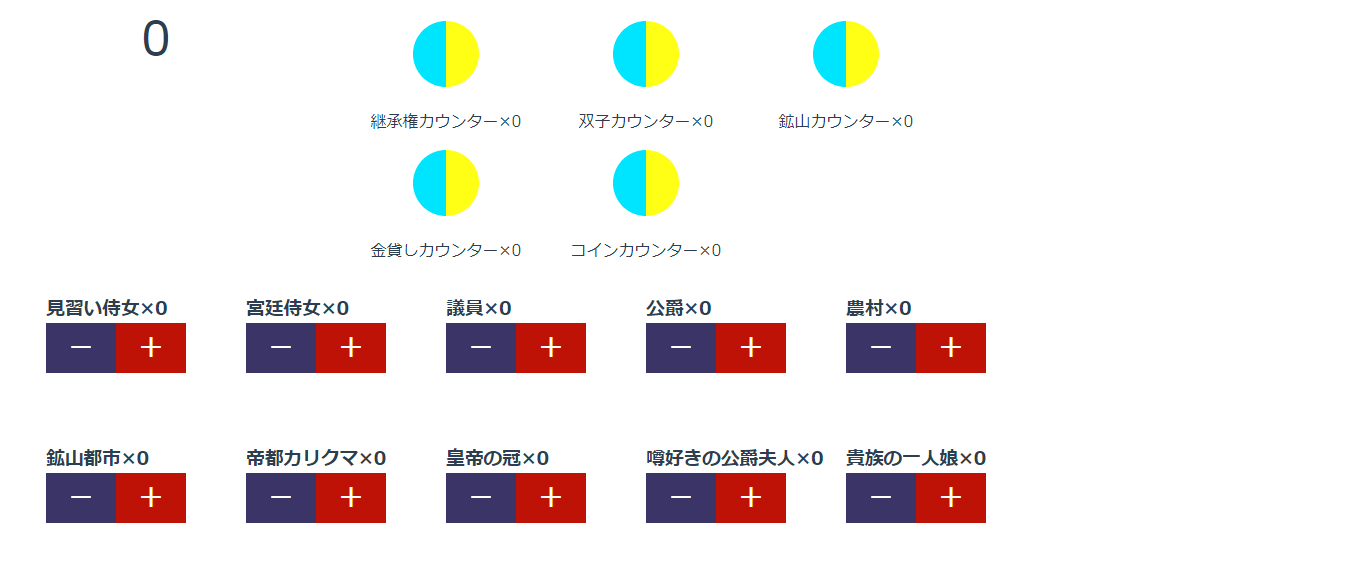 0
継承権カウンター×0 双子カウンター×0 鉱山カウンター×0
金貸しカウンター×0 コインカウンター×0
見習い侍女×0 宮廷侍女×0 議員×0 公爵×0 農村×0
－ ＋ － ＋ － ＋ － ＋ － ＋
鉱山都市×0 帝都カリクマ×0 皇帝の冠×0 噂好きの公爵夫人×0 貴族の一人娘×0
－ ＋ － ＋ － ＋ － ＋ － ＋